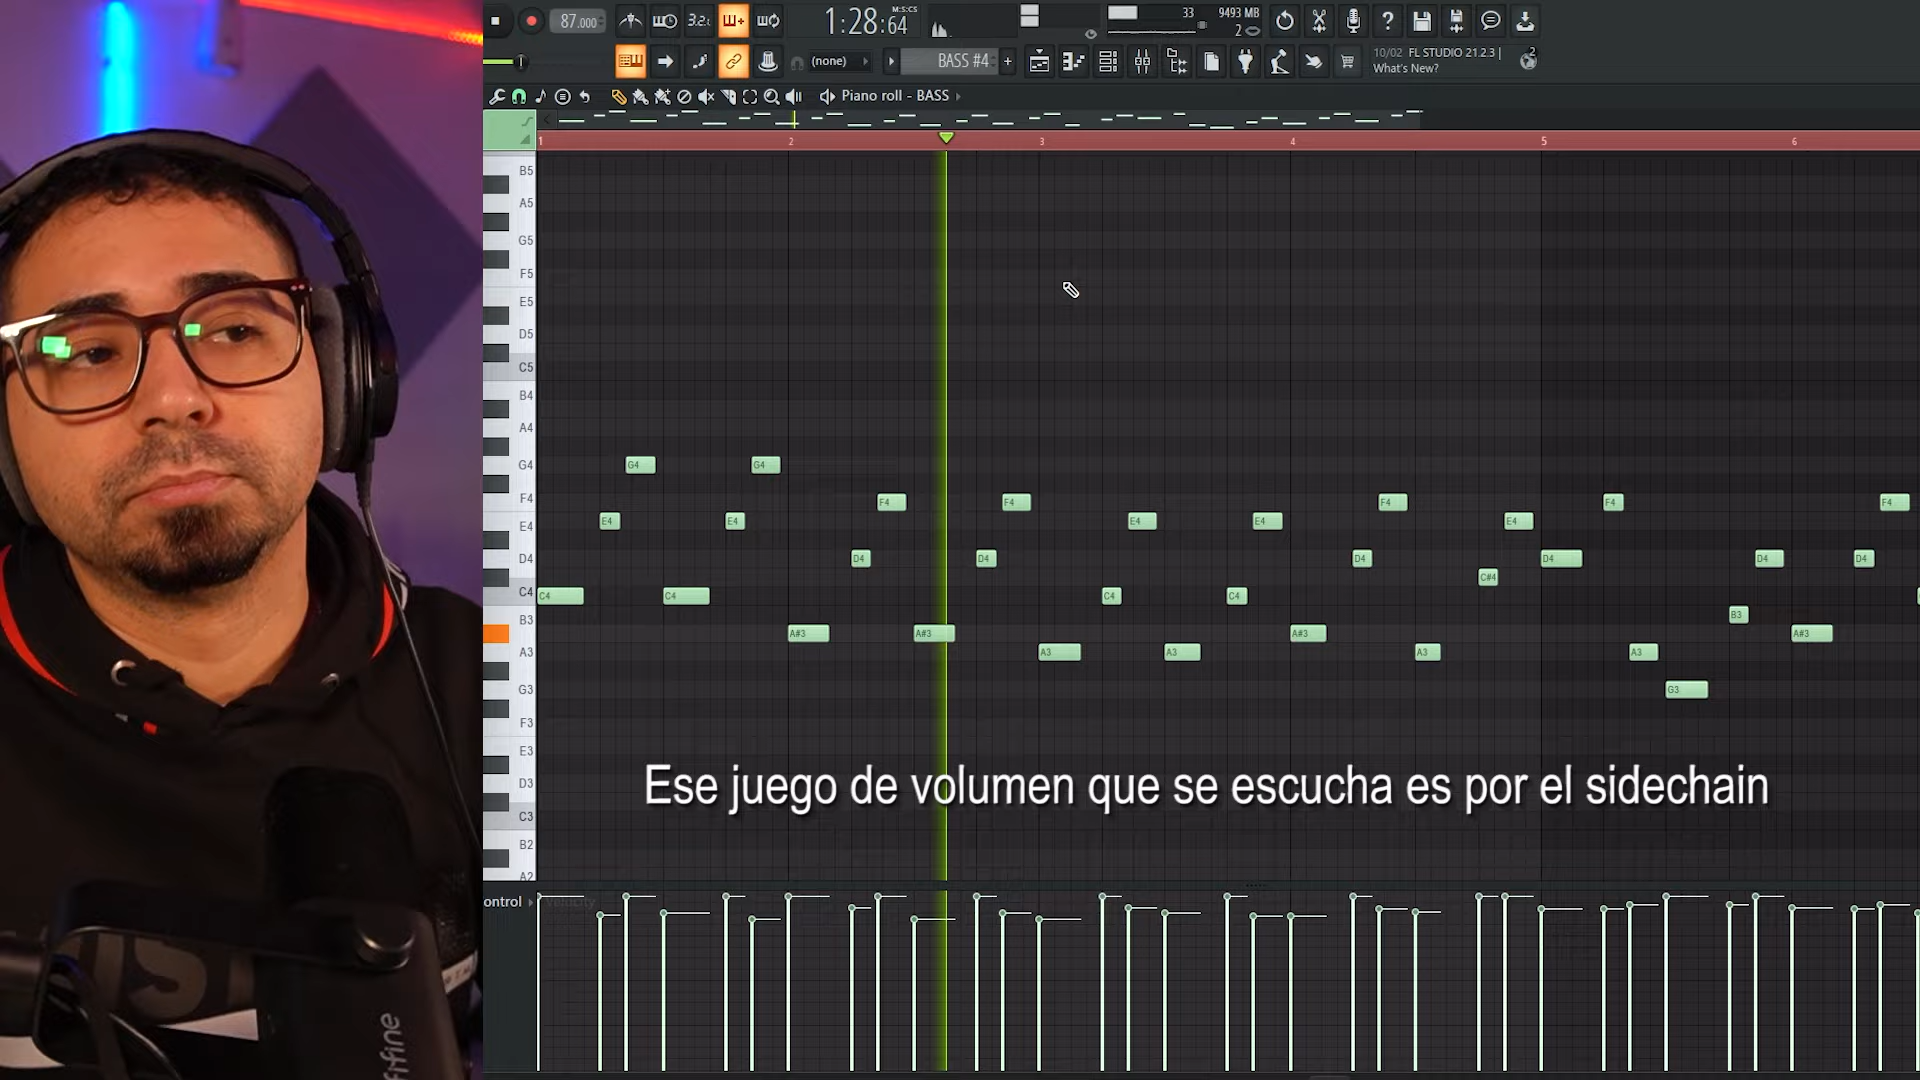 87.000
3.2.
1:28:64
M:S:CS
33
9493 MB
2
(none)
BASS #4
10/02 FL STUDIO 21.2.3 |
What's New?
2
Piano roll - BASS
1 2 3 4 5 6
B5
A5
G5
F5
E5
D5
C5
B4
A4
G4 G4 G4
F4 F4 F4 F4 F4 F4
E4 E4 E4 E4 E4 E4
D4 D4 D4 D4 D4 D4 D4
C#4
C4 C4 C4 C4 C4
B3 B3
A#3 A#3 A#3 A#3
A3 A3 A3 A3 A3
G3 G3
F3
E3
D3
C3
B2
A2
Ese juego de volumen que se escucha es por el sidechain
ontrol
fifine